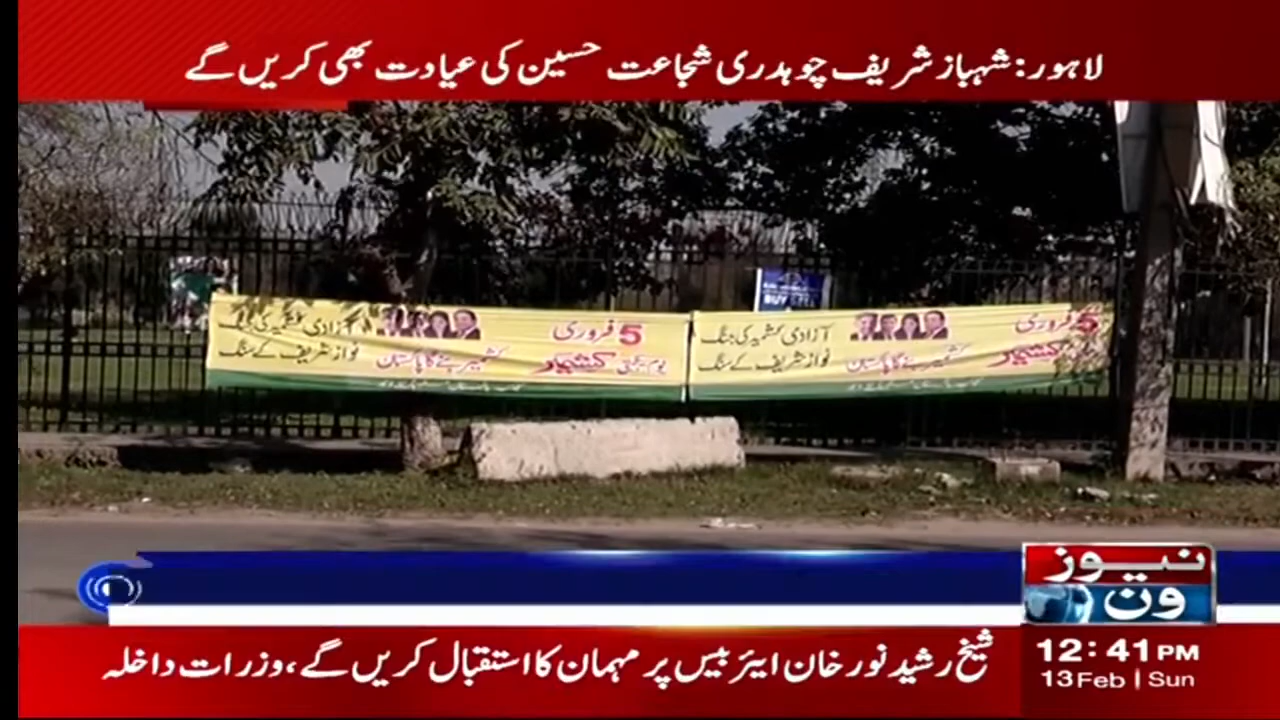 لاہور: شہباز شریف چوہدری شجاعت حسین کی عیادت بھی کریں گے
BUY
5 فروری
آزادی کشمیر کی جنگ
یوم یکجہتی کشمیر
کشمیر بنے گا پاکستان
نواز شریف کے سنگ
5 فروری
آزادی کشمیر کی جنگ
کشمیر
کشمیر بنے گا پاکستان
نواز شریف کے سنگ
نیوز
ون
شیخ رشید نور خان ایئر بیس پر مہمان کا استقبال کریں گے، وزرات داخلہ
12:41 PM
13 Feb | Sun